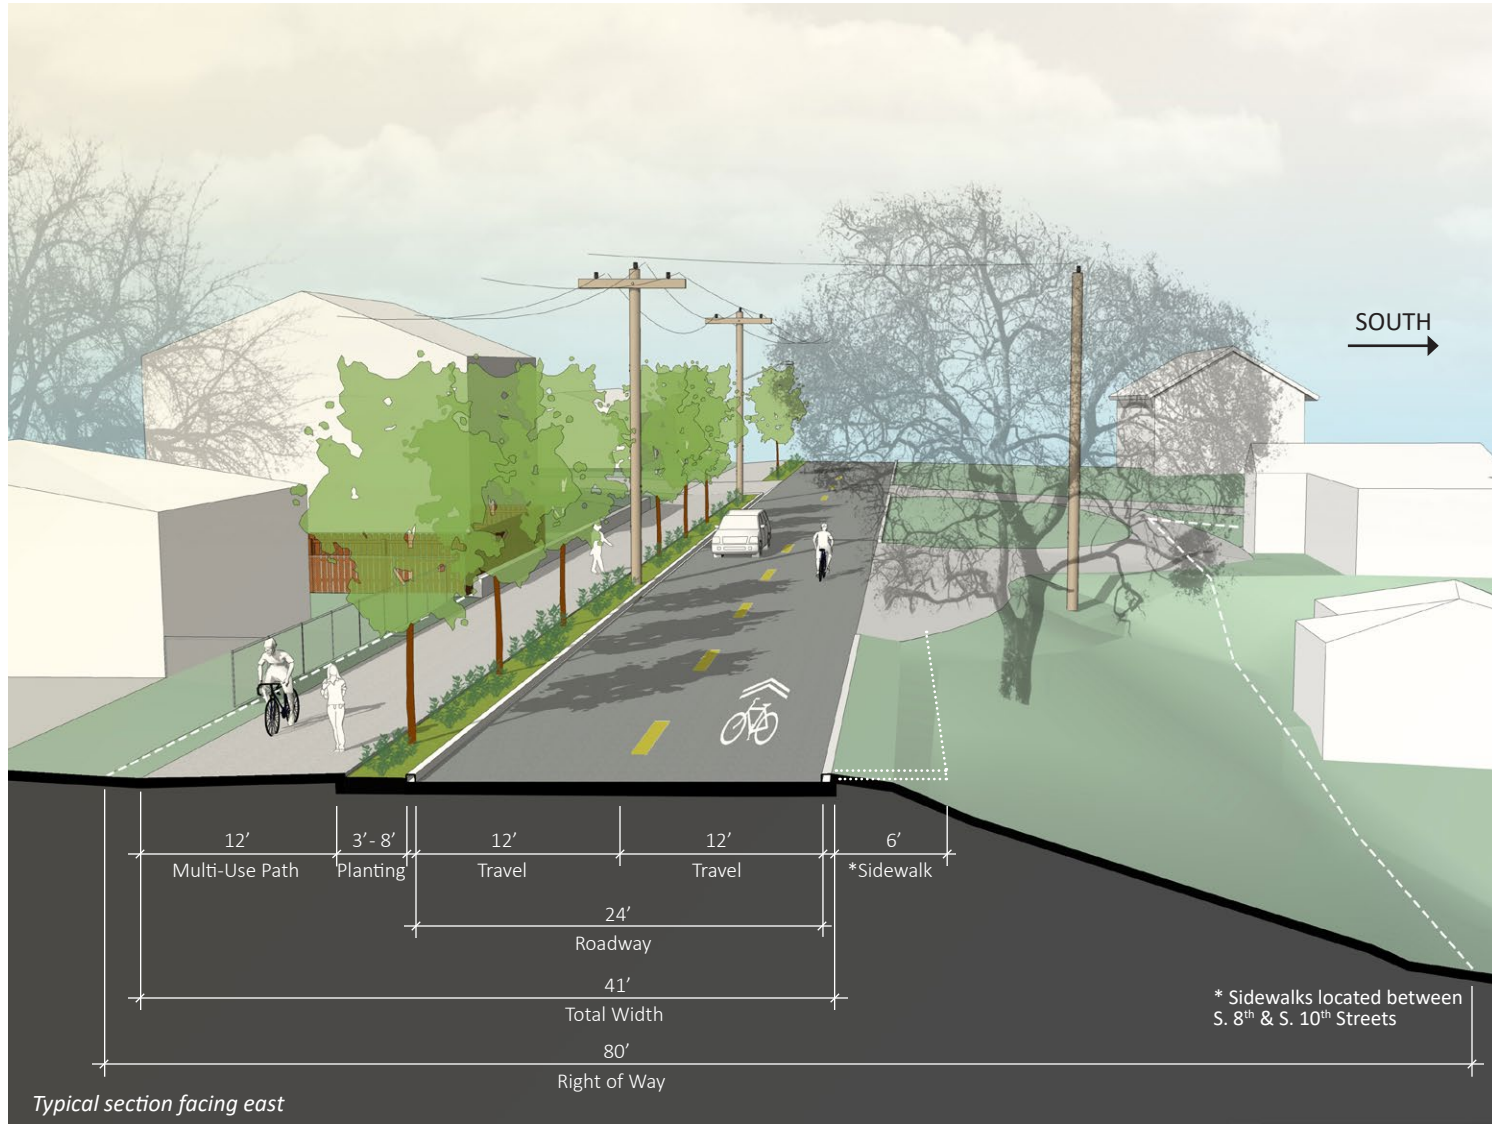 SOUTH
12’
3’- 8’
12’
12’
6’
Multi-Use Path
Planting
Travel
Travel
*Sidewalk
24’
Roadway
41’
Total Width
* Sidewalks located between
S. 8th & S. 10th Streets
80’
Right of Way
Typical section facing east